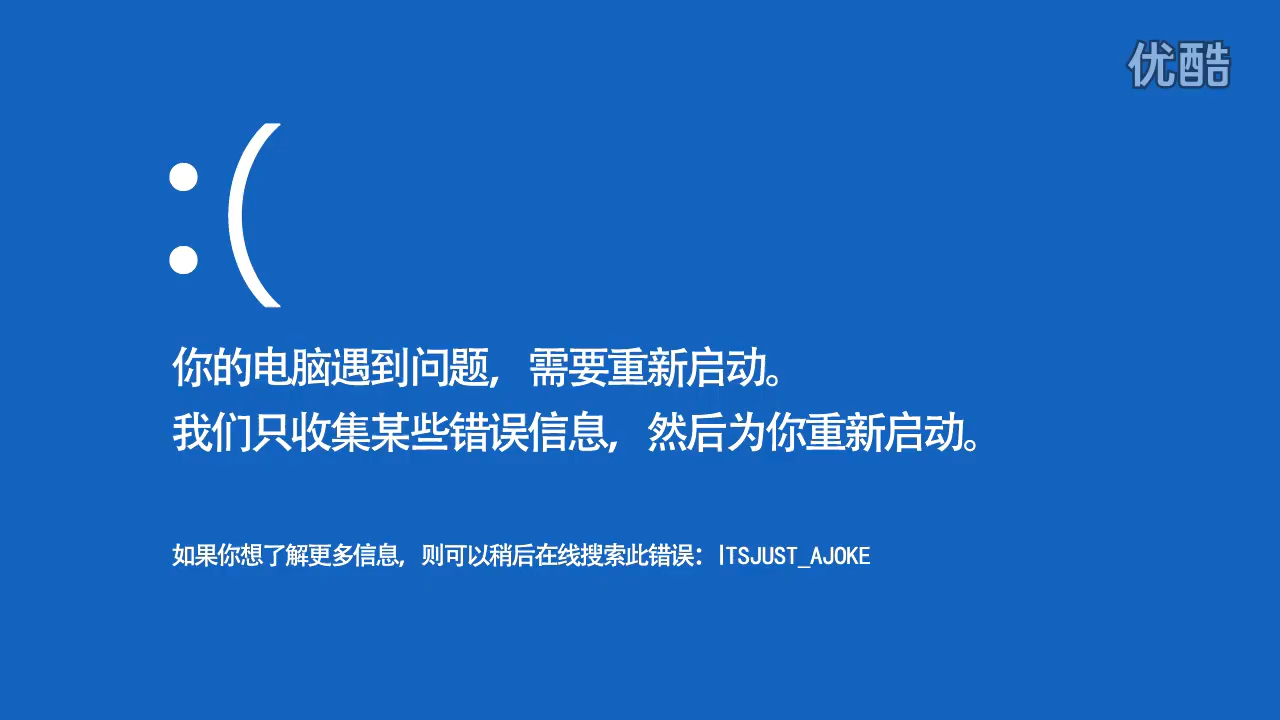 优酷
:(
你的电脑遇到问题，需要重新启动。
我们只收集某些错误信息，然后为你重新启动。
如果你想了解更多信息，则可以稍后在线搜索此错误：ITSJUST_AJOKE